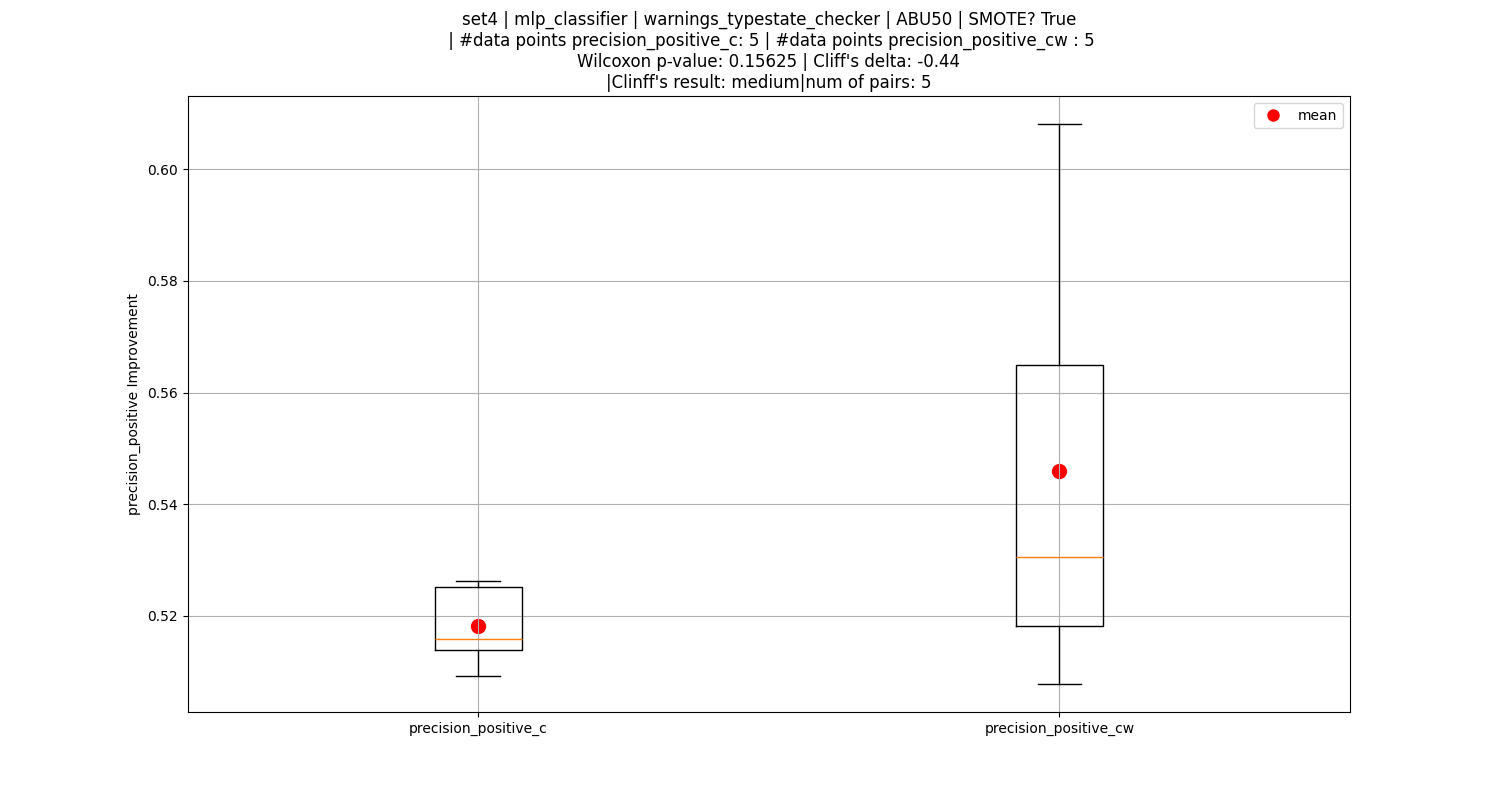 set4 | mlp_classifier | warnings_typestate_checker | ABU50 | SMOTE? True
| #data points precision_positive_c: 5 | #data points precision_positive_cw : 5
Wilcoxon p-value: 0.15625 | Cliff's delta: -0.44
|Clinff's result: medium|num of pairs: 5
mean
0.60
0.58
0.56
0.54
0.52
precision_positive Improvement
precision_positive_c
precision_positive_cw